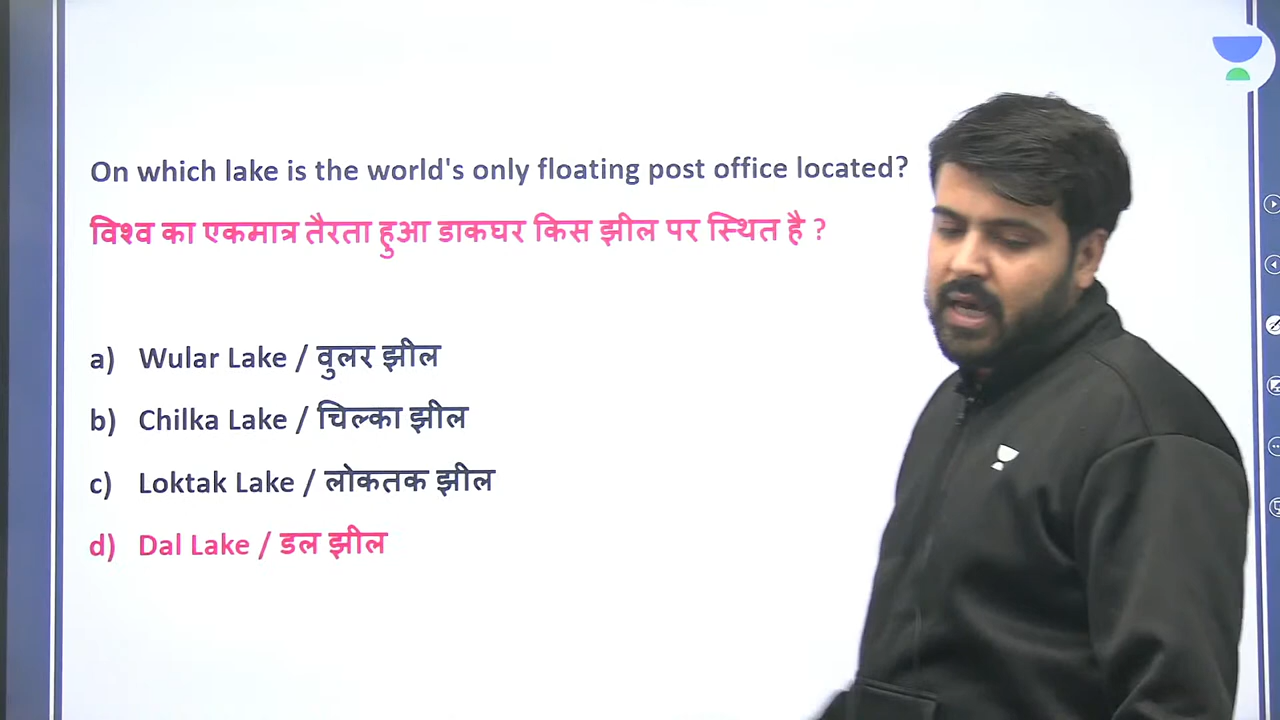 On which lake is the world's only floating post office located?
विश्व का एकमात्र तैरता हुआ डाकघर किस झील पर स्थित है ?
a) Wular Lake / वुलर झील
b) Chilka Lake / चिल्का झील
c) Loktak Lake / लोकतक झील
d) Dal Lake / डल झील